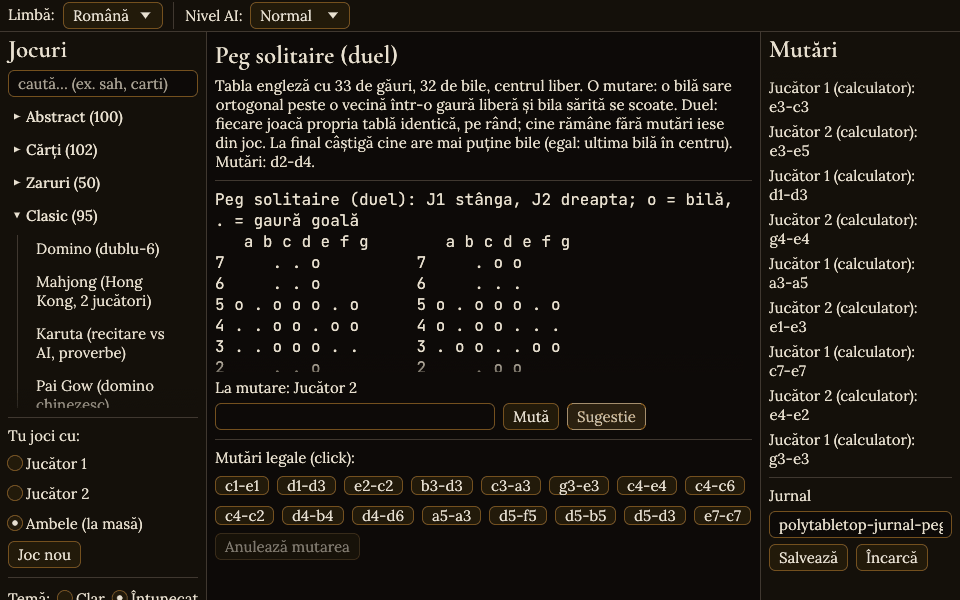 Limbă: Română ▼ Nivel AI: Normal ▼
Jocuri
caută... (ex. sah, carti)
▸ Abstract (100)
▸ Cărți (102)
▸ Zaruri (50)
▾ Clasic (95)
Domino (dublu-6)
Mahjong (Hong
Kong, 2 jucători)
Karuta (recitare vs
AI, proverbe)
Pai Gow (domino
chinezesc)
Tu joci cu:
Jucător 1
Jucător 2
Ambele (la masă)
Joc nou
Temă: Clar Întunecat
Peg solitaire (duel)
Tabla engleză cu 33 de găuri, 32 de bile, centrul liber. O mutare: o bilă sare
ortogonal peste o vecină într-o gaură liberă și bila sărită se scoate. Duel:
fiecare joacă propria tablă identică, pe rând; cine rămâne fără mutări iese
din joc. La final câștigă cine are mai puține bile (egal: ultima bilă în centru).
Mutări: d2-d4.
Peg solitaire (duel): J1 stânga, J2 dreapta; o = bilă,
. = gaură goală
a b c d e f g a b c d e f g
7 . . o 7 . o o
6 . . o 6 . . .
5 o . o o o . o 5 o . o o o . o
4 . . o o . o o 4 o . o o . . .
3 . . o o o . . 3 . o o . . o o
2 . . o 2 . o o
La mutare: Jucător 2
Mută Sugestie
Mutări legale (click):
c1-e1 d1-d3 e2-c2 b3-d3 c3-a3 g3-e3 c4-e4 c4-c6
c4-c2 d4-b4 d4-d6 a5-a3 d5-f5 d5-b5 d5-d3 e7-c7
Anulează mutarea
Mutări
Jucător 1 (calculator):
e3-c3
Jucător 2 (calculator):
e3-e5
Jucător 1 (calculator):
d1-d3
Jucător 2 (calculator):
g4-e4
Jucător 1 (calculator):
a3-a5
Jucător 2 (calculator):
e1-e3
Jucător 1 (calculator):
c7-e7
Jucător 2 (calculator):
e4-e2
Jucător 1 (calculator):
g3-e3
Jurnal
polytabletop-jurnal-peg
Salvează Încarcă